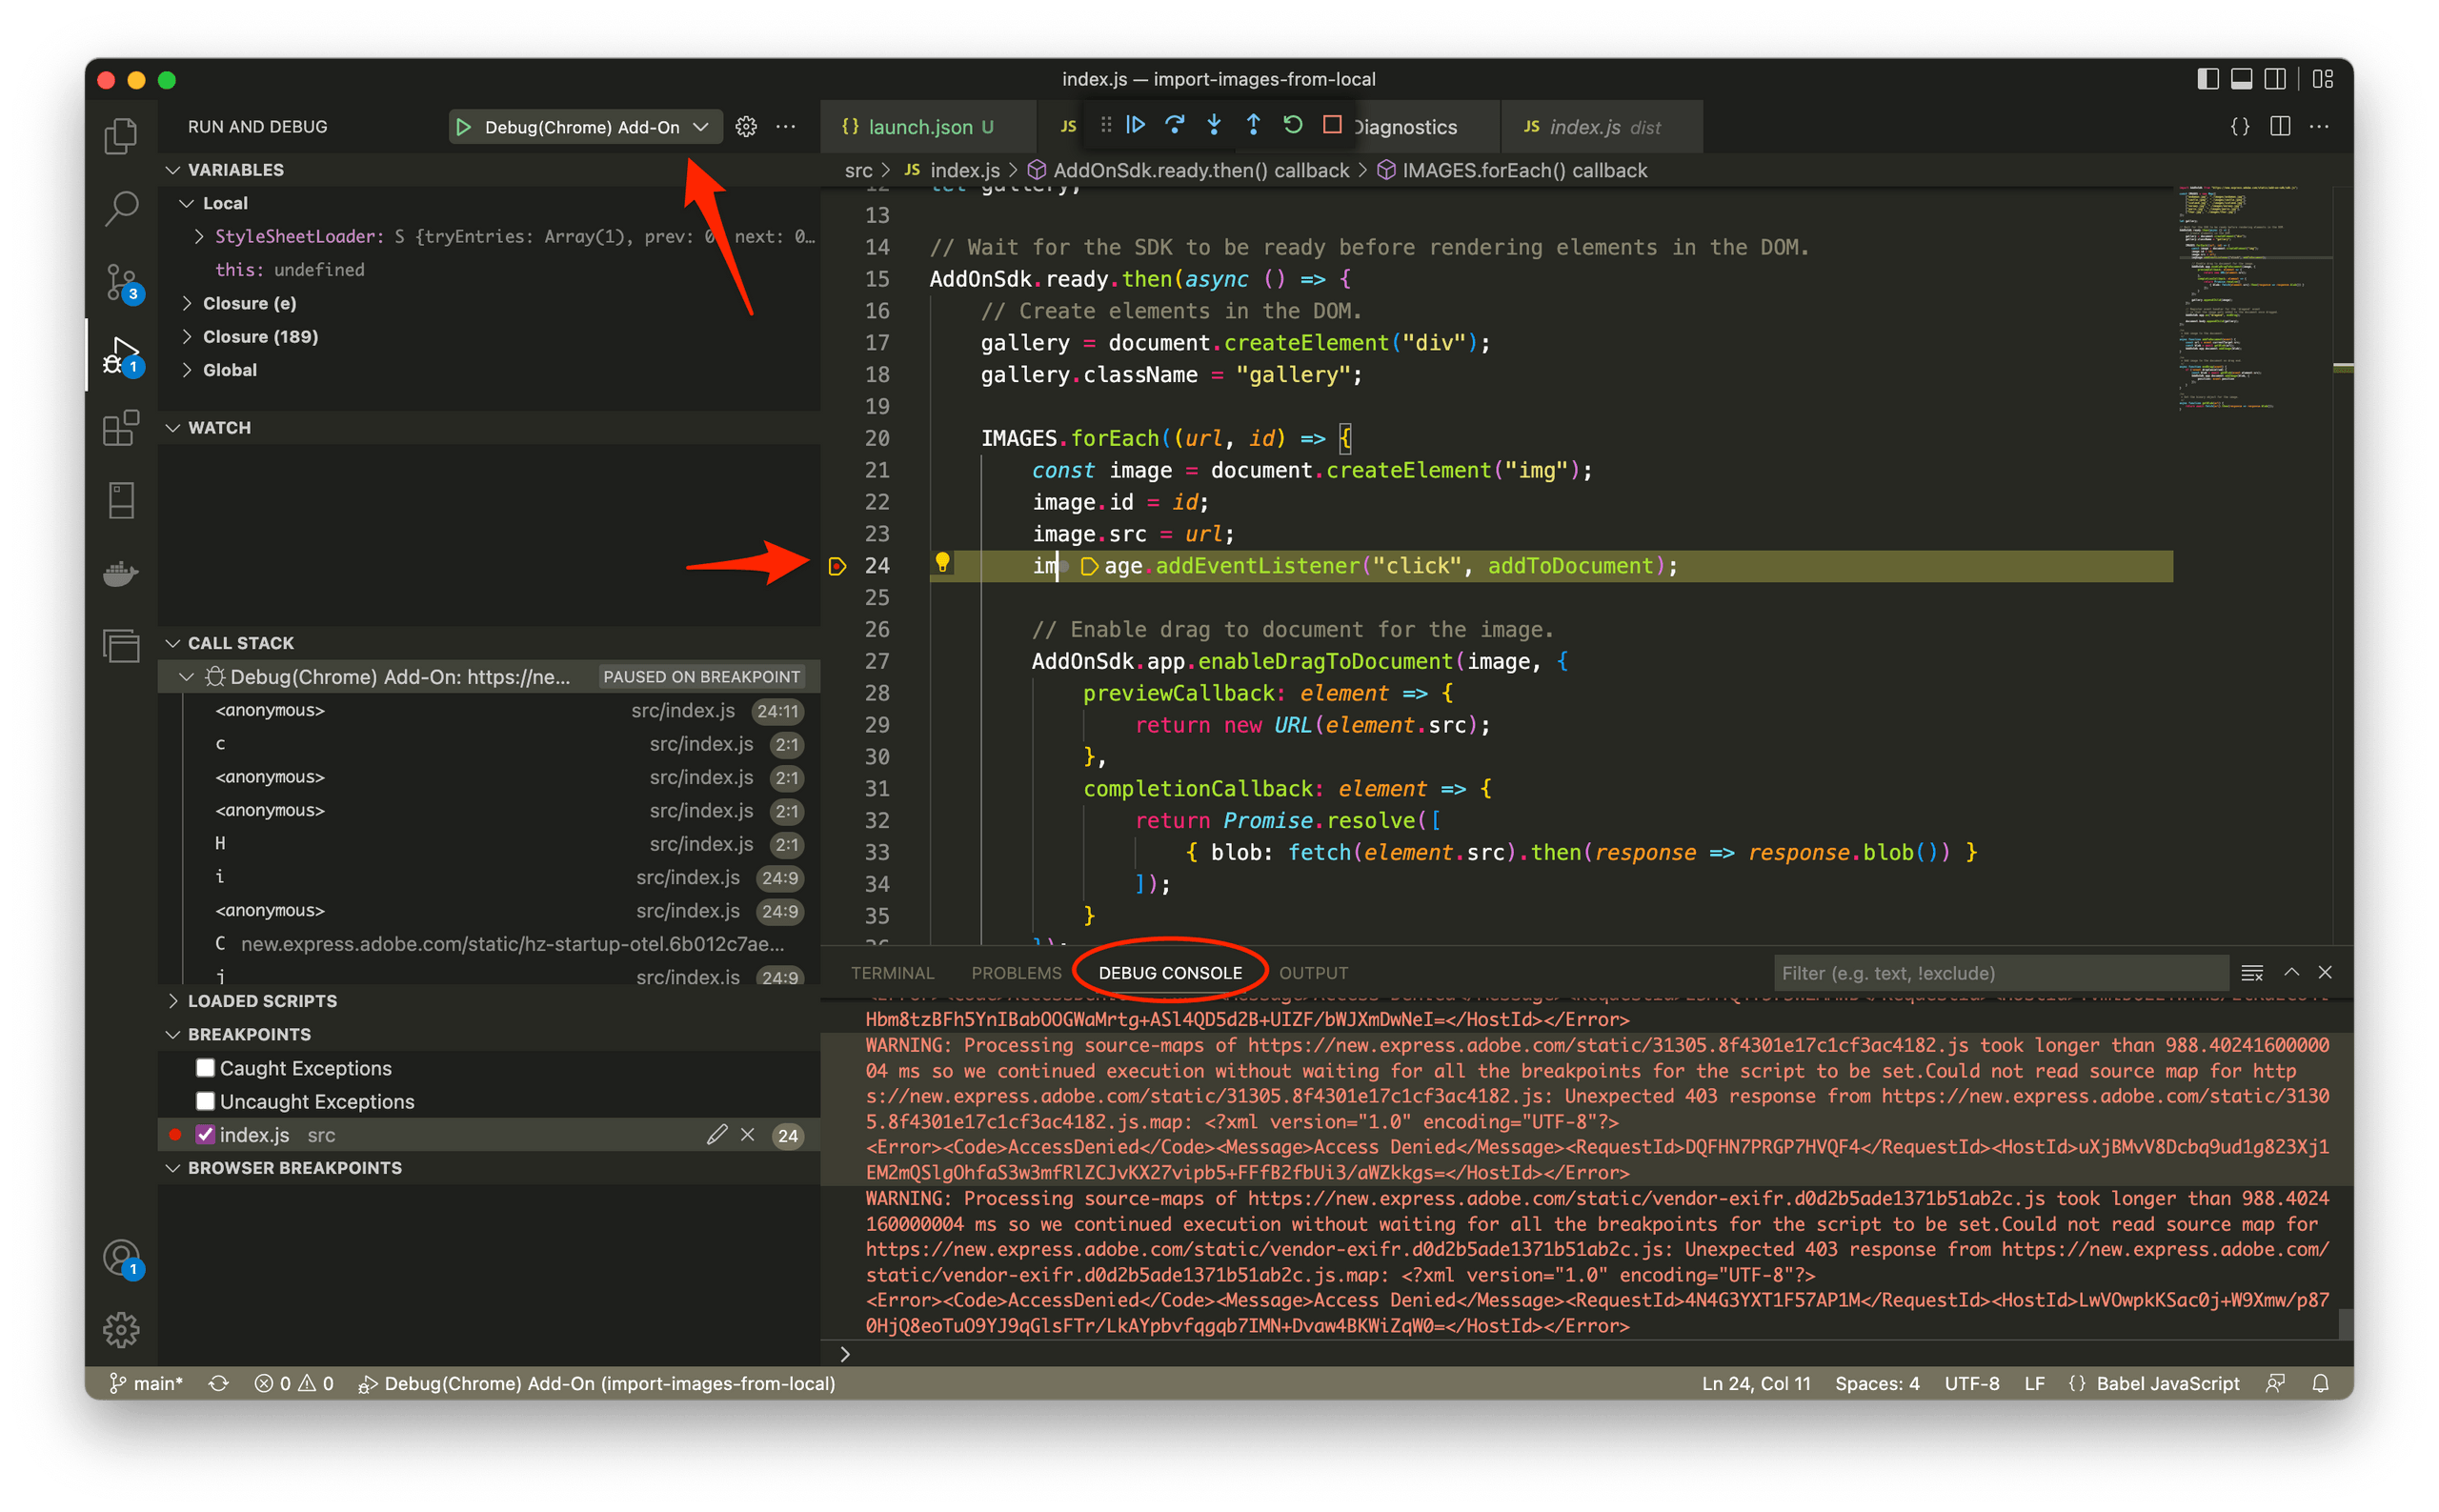 index.js — import-images-from-local
RUN AND DEBUG
Debug(Chrome) Add-On
{} launch.json U
JS
Diagnostics
JS index.js dist
VARIABLES
Local
StyleSheetLoader: S {tryEntries: Array(1), prev: 0 next: 0…
this: undefined
Closure (e)
Closure (189)
Global
WATCH
CALL STACK
Debug(Chrome) Add-On: https://ne... PAUSED ON BREAKPOINT
<anonymous> src/index.js 24:11
c src/index.js 2:1
<anonymous> src/index.js 2:1
<anonymous> src/index.js 2:1
H src/index.js 2:1
i src/index.js 24:9
<anonymous> src/index.js 24:9
C new.express.adobe.com/static/hz-startup-otel.6b012c7ae...
j src/index.js 24:9
LOADED SCRIPTS
BREAKPOINTS
Caught Exceptions
Uncaught Exceptions
index.js src 24
BROWSER BREAKPOINTS
3
1
1
src > JS index.js > AddOnSdk.ready.then() callback > IMAGES.forEach() callback
12 let gallery;
13
14 // Wait for the SDK to be ready before rendering elements in the DOM.
15 AddOnSdk.ready.then(async () => {
16 // Create elements in the DOM.
17 gallery = document.createElement("div");
18 gallery.className = "gallery";
19
20 IMAGES.forEach((url, id) => {
21 const image = document.createElement("img");
22 image.id = id;
23 image.src = url;
24 image.addEventListener("click", addToDocument);
25
26 // Enable drag to document for the image.
27 AddOnSdk.app.enableDragToDocument(image, {
28 previewCallback: element => {
29 return new URL(element.src);
30 },
31 completionCallback: element => {
32 return Promise.resolve([
33 { blob: fetch(element.src).then(response => response.blob()) }
34 ]);
35 }
36 });
TERMINAL PROBLEMS DEBUG CONSOLE OUTPUT
Filter (e.g. text, !exclude)
WARNING: Processing source-maps of https://new.express.adobe.com/static/31305.8f4301e17c1cf3ac4182.js took longer than 988.40241600000
04 ms so we continued execution without waiting for all the breakpoints for the script to be set.Could not read source map for http
s://new.express.adobe.com/static/31305.8f4301e17c1cf3ac4182.js: Unexpected 403 response from https://new.express.adobe.com/static/3130
5.8f4301e17c1cf3ac4182.js.map: <?xml version="1.0" encoding="UTF-8"?>
<Error><Code>AccessDenied</Code><Message>Access Denied</Message><RequestId>DQFHN7PRGP7HVQF4</RequestId><HostId>uXjBMvV8Dcbq9ud1g823Xj1
EM2mQSlgOhfaS3w3mfRlZCJvKX27vipb5+FFfB2fbUi3/aWZkkgs=</HostId></Error>
WARNING: Processing source-maps of https://new.express.adobe.com/static/vendor-exifr.d0d2b5ade1371b51ab2c.js took longer than 988.4024
160000004 ms so we continued execution without waiting for all the breakpoints for the script to be set.Could not read source map for
https://new.express.adobe.com/static/vendor-exifr.d0d2b5ade1371b51ab2c.js: Unexpected 403 response from https://new.express.adobe.com/
static/vendor-exifr.d0d2b5ade1371b51ab2c.js.map: <?xml version="1.0" encoding="UTF-8"?>
<Error><Code>AccessDenied</Code><Message>Access Denied</Message><RequestId>4N4G3YXT1F57AP1M</RequestId><HostId>LwVOwpkKSac0j+W9Xmw/p87
0HjQ8eoTuO9YJ9qGlsFTr/LkAYpbvfqgqb7IMN+Dvaw4BKWiZqW0=</HostId></Error>
main* 0 0 Debug(Chrome) Add-On (import-images-from-local)
Ln 24, Col 11 Spaces: 4 UTF-8 LF {} Babel JavaScript